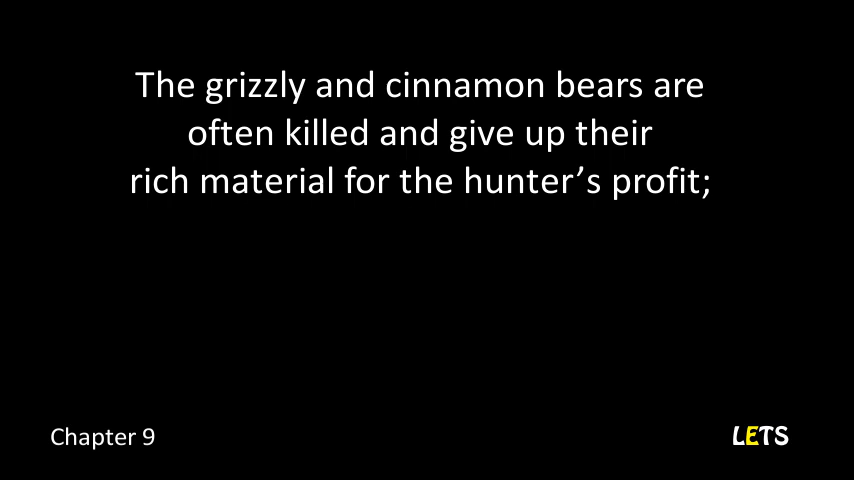 The grizzly and cinnamon bears are
often killed and give up their
rich material for the hunter’s profit;
Chapter 9
LETS